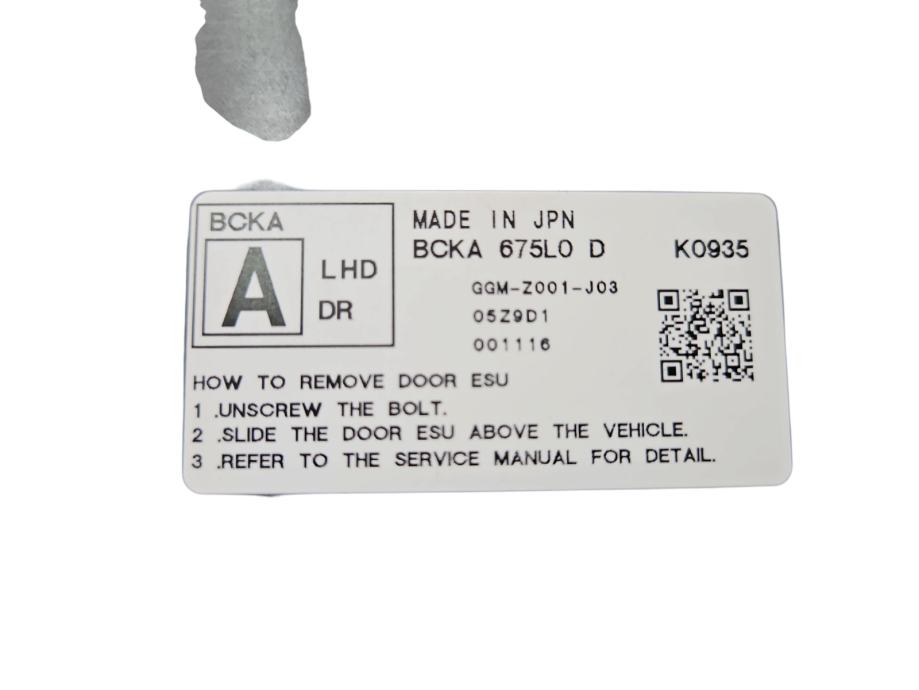 BCKA
A
LHD
DR
MADE IN JPN
BCKA 675L0 D K0935
GGM-Z001-J03
05Z9D1
001116
HOW TO REMOVE DOOR ESU
1 .UNSCREW THE BOLT.
2 .SLIDE THE DOOR ESU ABOVE THE VEHICLE.
3 .REFER TO THE SERVICE MANUAL FOR DETAIL.